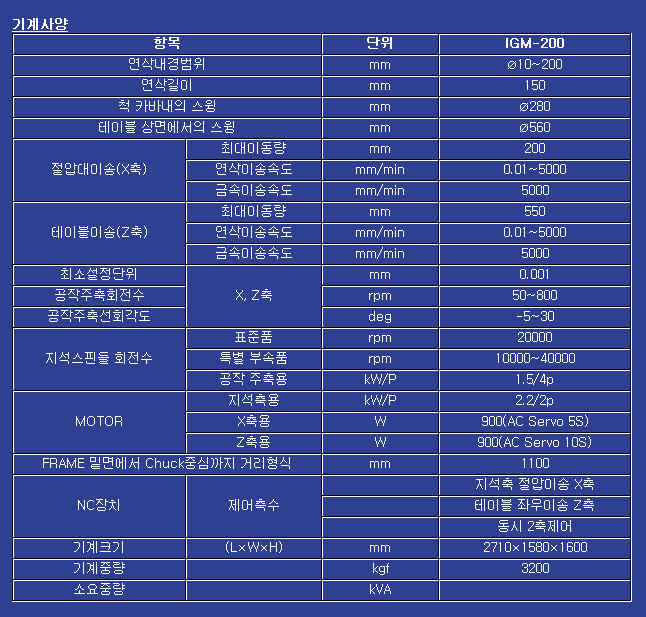 기계사양
항목 단위 IGM-200
연삭내경범위 mm ∅10~200
연삭길이 mm 150
척 카바내의 스윙 mm ∅280
테이블 상면에서의 스윙 mm ∅560
절압대이송(X축) 최대이동량 mm 200
연삭이송속도 mm/min 0.01~5000
금속이송속도 mm/min 5000
테이블이송(Z축) 최대이동량 mm 550
연삭이송속도 mm/min 0.01~5000
금속이송속도 mm/min 5000
최소설정단위 X, Z축 mm 0.001
공작주축회전수 rpm 50~800
공작주축선회각도 deg -5~30
지석스핀들 회전수 표준품 rpm 20000
특별 부속품 rpm 10000~40000
공작 주축용 kW/P 1.5/4p
MOTOR 지석측용 kW/P 2.2/2p
X축용 W 900(AC Servo 5S)
Z축용 W 900(AC Servo 10S)
FRAME 밑면에서 Chuck중심까지 거리형식 mm 1100
NC장치 제어축수 지석축 절압이송 X축
테이블 좌우이송 Z축
동시 2축제어
기계크기 (L×W×H) mm 2710×1580×1600
기계중량 kgf 3200
소요중량 kVA